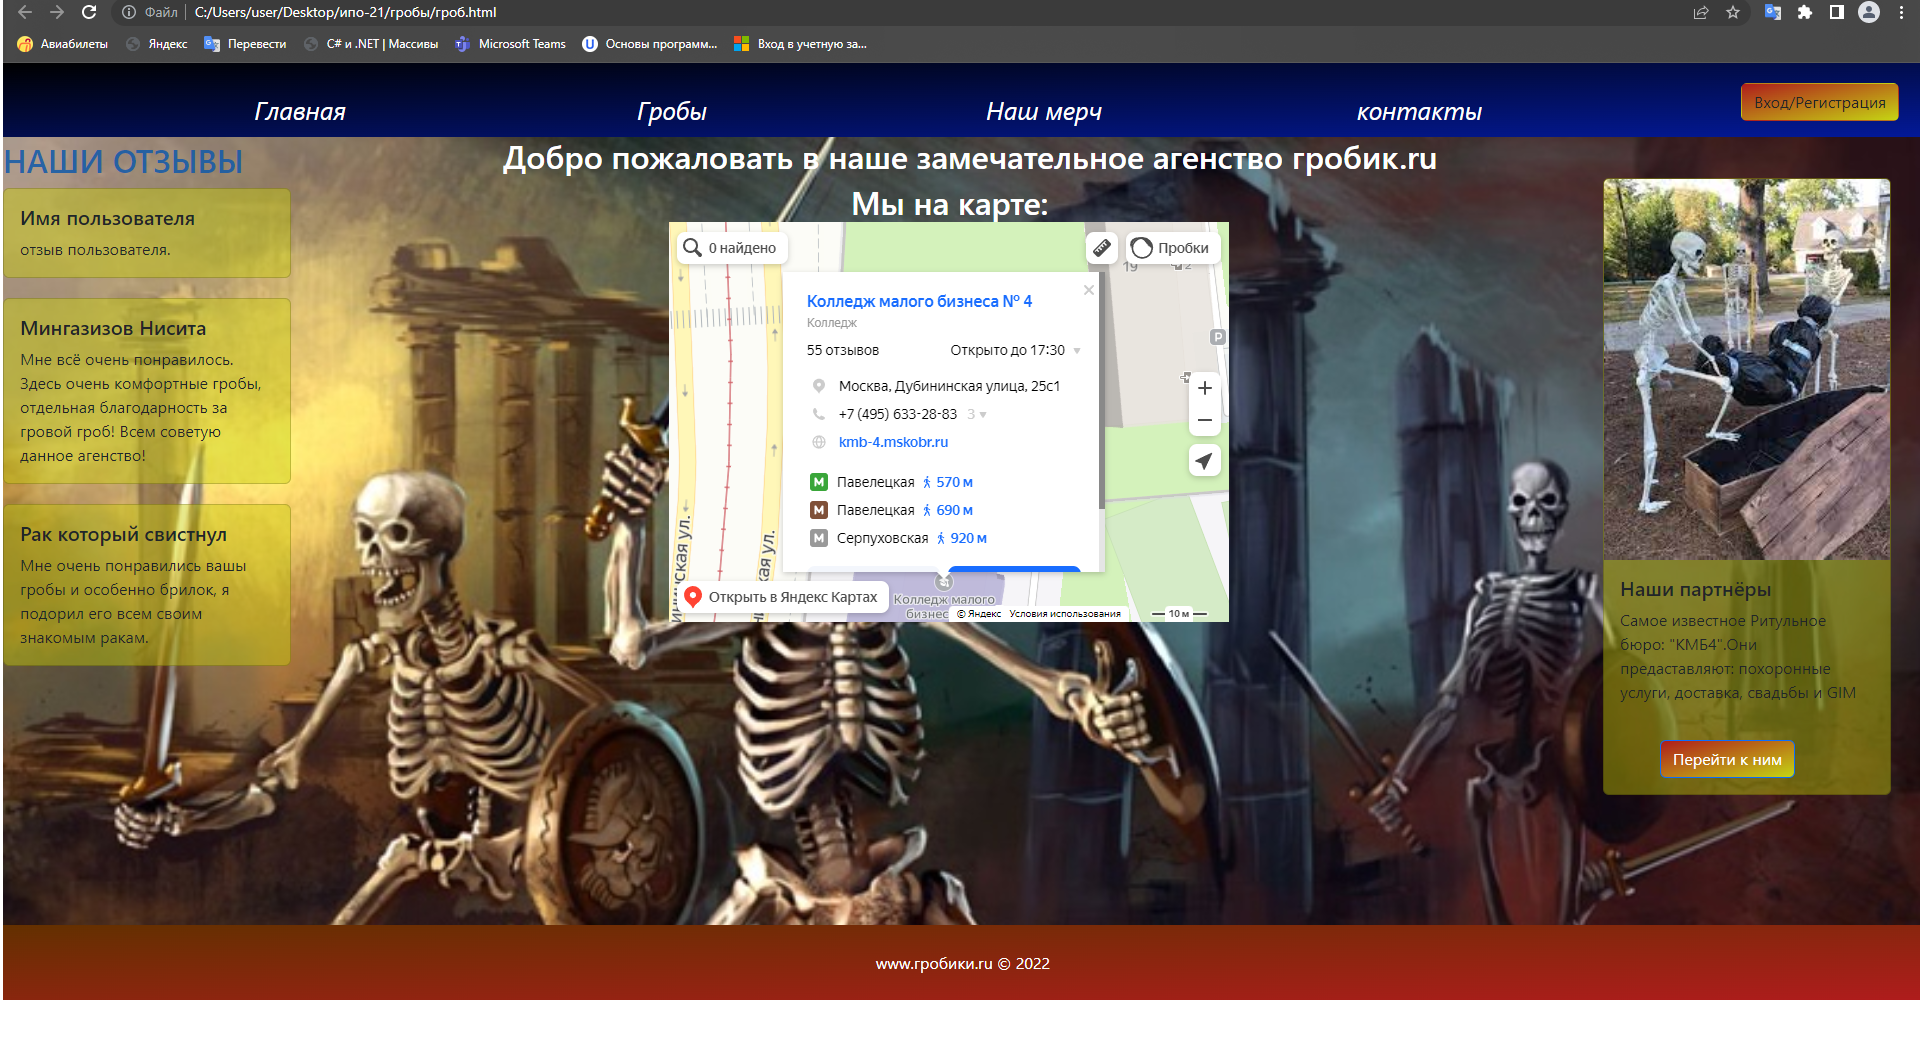 Файл
C:/Users/user/Desktop/ипо-21/гробы/гроб.html
Авиабилеты
Яндекс
Перевести
C# и .NET | Массивы
Microsoft Teams
Основы программ...
Вход в учетную за...
Главная
Гробы
Наш мерч
контакты
Вход/Регистрация
НАШИ ОТЗЫВЫ
Имя пользователя
отзыв пользователя.
Мингазизов Нисита
Мне всё очень понравилось.
Здесь очень комфортные гробы,
отдельная благодарность за
гровой гроб! Всем советую
данное агенство!
Рак который свистнул
Мне очень понравились вашы
гробы и особенно брилок, я
подорил его всем своим
знакомым ракам.
Добро пожаловать в наше замечательное агенство гробик.ru
Мы на карте:
0 найдено
Пробки
19
2
P
Колледж малого бизнеса № 4
Колледж
55 отзывов
Открыто до 17:30
Москва, Дубининская улица, 25с1
+7 (495) 633-28-83 3
kmb-4.mskobr.ru
М Павелецкая 570 м
М Павелецкая 690 м
М Серпуховская 920 м
Открыть в Яндекс Картах
Колледж малого
бизнес
© Яндекс Условия использования
10 м
Наши партнёры
Самое известное Ритульное
бюро: "КМБ4".Они
предаставляют: похоронные
услуги, доставка, свадьбы и GIM
Перейти к ним
www.гробики.ru © 2022